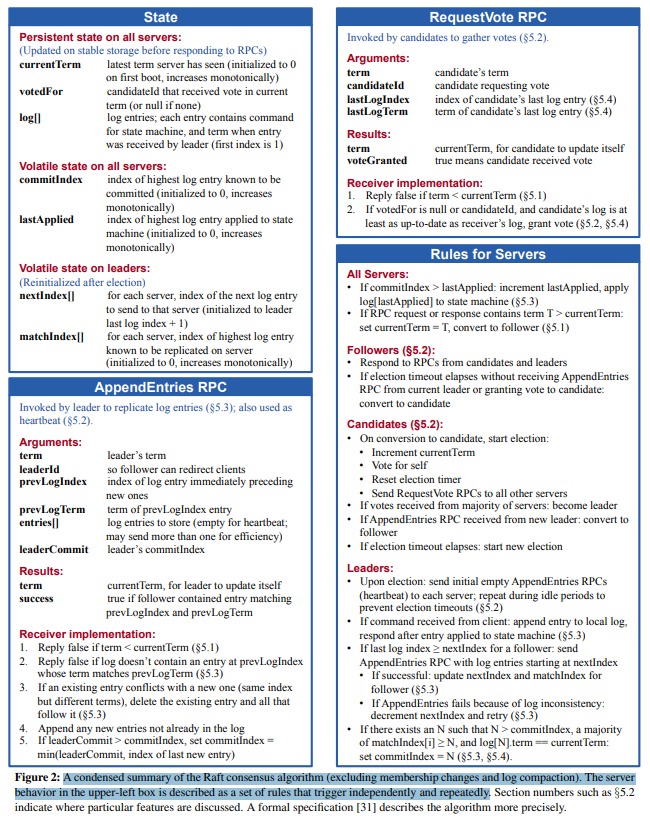 State
Persistent state on all servers:
(Updated on stable storage before responding to RPCs)
currentTerm latest term server has seen (initialized to 0
on first boot, increases monotonically)
votedFor candidateId that received vote in current
term (or null if none)
log[] log entries; each entry contains command
for state machine, and term when entry
was received by leader (first index is 1)
Volatile state on all servers:
commitIndex index of highest log entry known to be
committed (initialized to 0, increases
monotonically)
lastApplied index of highest log entry applied to state
machine (initialized to 0, increases
monotonically)
Volatile state on leaders:
(Reinitialized after election)
nextIndex[] for each server, index of the next log entry
to send to that server (initialized to leader
last log index + 1)
matchIndex[] for each server, index of highest log entry
known to be replicated on server
(initialized to 0, increases monotonically)
AppendEntries RPC
Invoked by leader to replicate log entries (§5.3); also used as
heartbeat (§5.2).
Arguments:
term leader's term
leaderId so follower can redirect clients
prevLogIndex index of log entry immediately preceding
new ones
prevLogTerm term of prevLogIndex entry
entries[] log entries to store (empty for heartbeat;
may send more than one for efficiency)
leaderCommit leader's commitIndex
Results:
term currentTerm, for leader to update itself
success true if follower contained entry matching
prevLogIndex and prevLogTerm
Receiver implementation:
1. Reply false if term < currentTerm (§5.1)
2. Reply false if log doesn't contain an entry at prevLogIndex
whose term matches prevLogTerm (§5.3)
3. If an existing entry conflicts with a new one (same index
but different terms), delete the existing entry and all that
follow it (§5.3)
4. Append any new entries not already in the log
5. If leaderCommit > commitIndex, set commitIndex =
min(leaderCommit, index of last new entry)
RequestVote RPC
Invoked by candidates to gather votes (§5.2).
Arguments:
term candidate's term
candidateId candidate requesting vote
lastLogIndex index of candidate's last log entry (§5.4)
lastLogTerm term of candidate's last log entry (§5.4)
Results:
term currentTerm, for candidate to update itself
voteGranted true means candidate received vote
Receiver implementation:
1. Reply false if term < currentTerm (§5.1)
2. If votedFor is null or candidateId, and candidate's log is at
least as up-to-date as receiver's log, grant vote (§5.2, §5.4)
Rules for Servers
All Servers:
• If commitIndex > lastApplied: increment lastApplied, apply
log[lastApplied] to state machine (§5.3)
• If RPC request or response contains term T > currentTerm:
set currentTerm = T, convert to follower (§5.1)
Followers (§5.2):
• Respond to RPCs from candidates and leaders
• If election timeout elapses without receiving AppendEntries
RPC from current leader or granting vote to candidate:
convert to candidate
Candidates (§5.2):
• On conversion to candidate, start election:
• Increment currentTerm
• Vote for self
• Reset election timer
• Send RequestVote RPCs to all other servers
• If votes received from majority of servers: become leader
• If AppendEntries RPC received from new leader: convert to
follower
• If election timeout elapses: start new election
Leaders:
• Upon election: send initial empty AppendEntries RPCs
(heartbeat) to each server; repeat during idle periods to
prevent election timeouts (§5.2)
• If command received from client: append entry to local log,
respond after entry applied to state machine (§5.3)
• If last log index ≥ nextIndex for a follower: send
AppendEntries RPC with log entries starting at nextIndex
• If successful: update nextIndex and matchIndex for
follower (§5.3)
• If AppendEntries fails because of log inconsistency:
decrement nextIndex and retry (§5.3)
• If there exists an N such that N > commitIndex, a majority
of matchIndex[i] ≥ N, and log[N].term == currentTerm:
set commitIndex = N (§5.3, §5.4).
Figure 2: A condensed summary of the Raft consensus algorithm (excluding membership changes and log compaction). The server
behavior in the upper-left box is described as a set of rules that trigger independently and repeatedly. Section numbers such as §5.2
indicate where particular features are discussed. A formal specification [31] describes the algorithm more precisely.